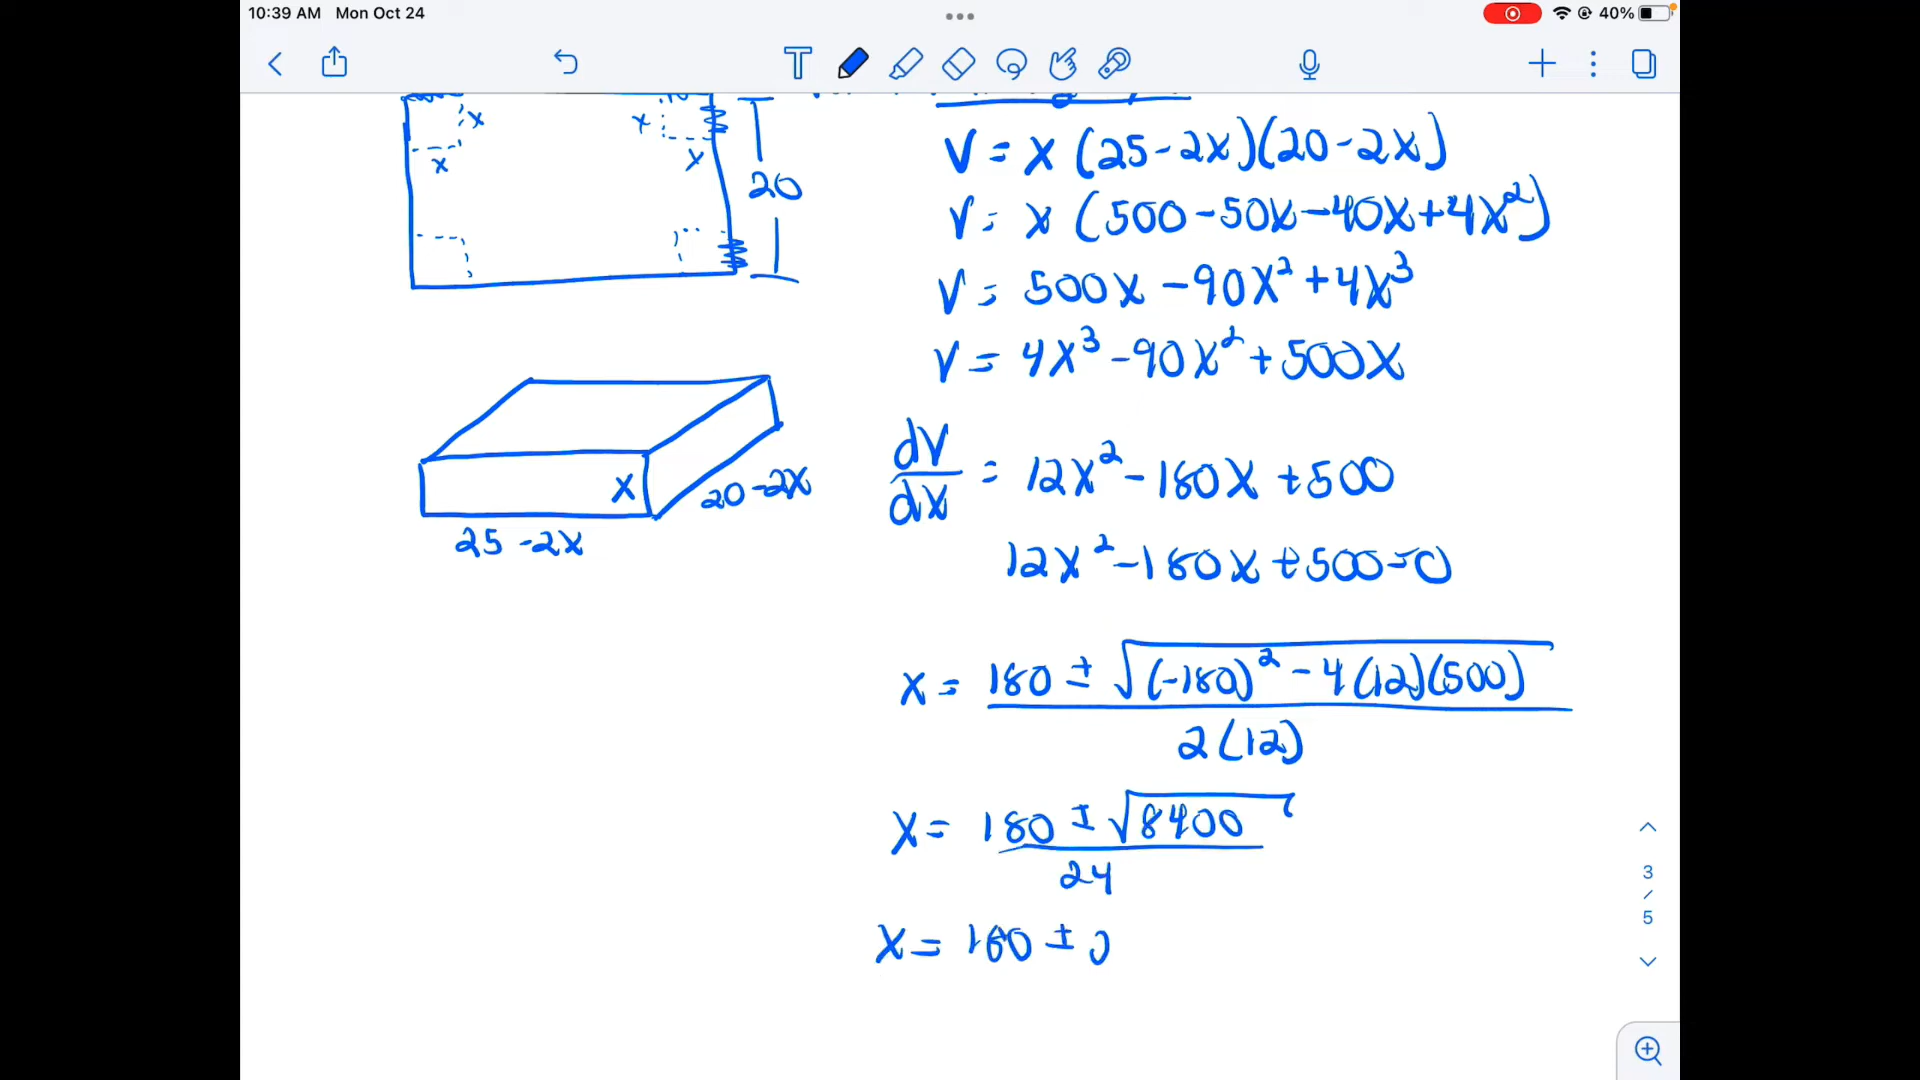 10:39 AM Mon Oct 24
40%
T
x
x
x
x
20
V = x (25-2x)(20-2x)
V = x (500-50x-40x+4x²)
V = 500x -90x² +4x³
V = 4x³ -90x² +500x
dV/dx = 12x² -180x +500
12x² -180x +500=0
x
20-2x
25-2x
x = 180 ± √(-180)² - 4(12)(500)
2(12)
x = 180 ± √8400
24
x = 180 ±
3
/
5